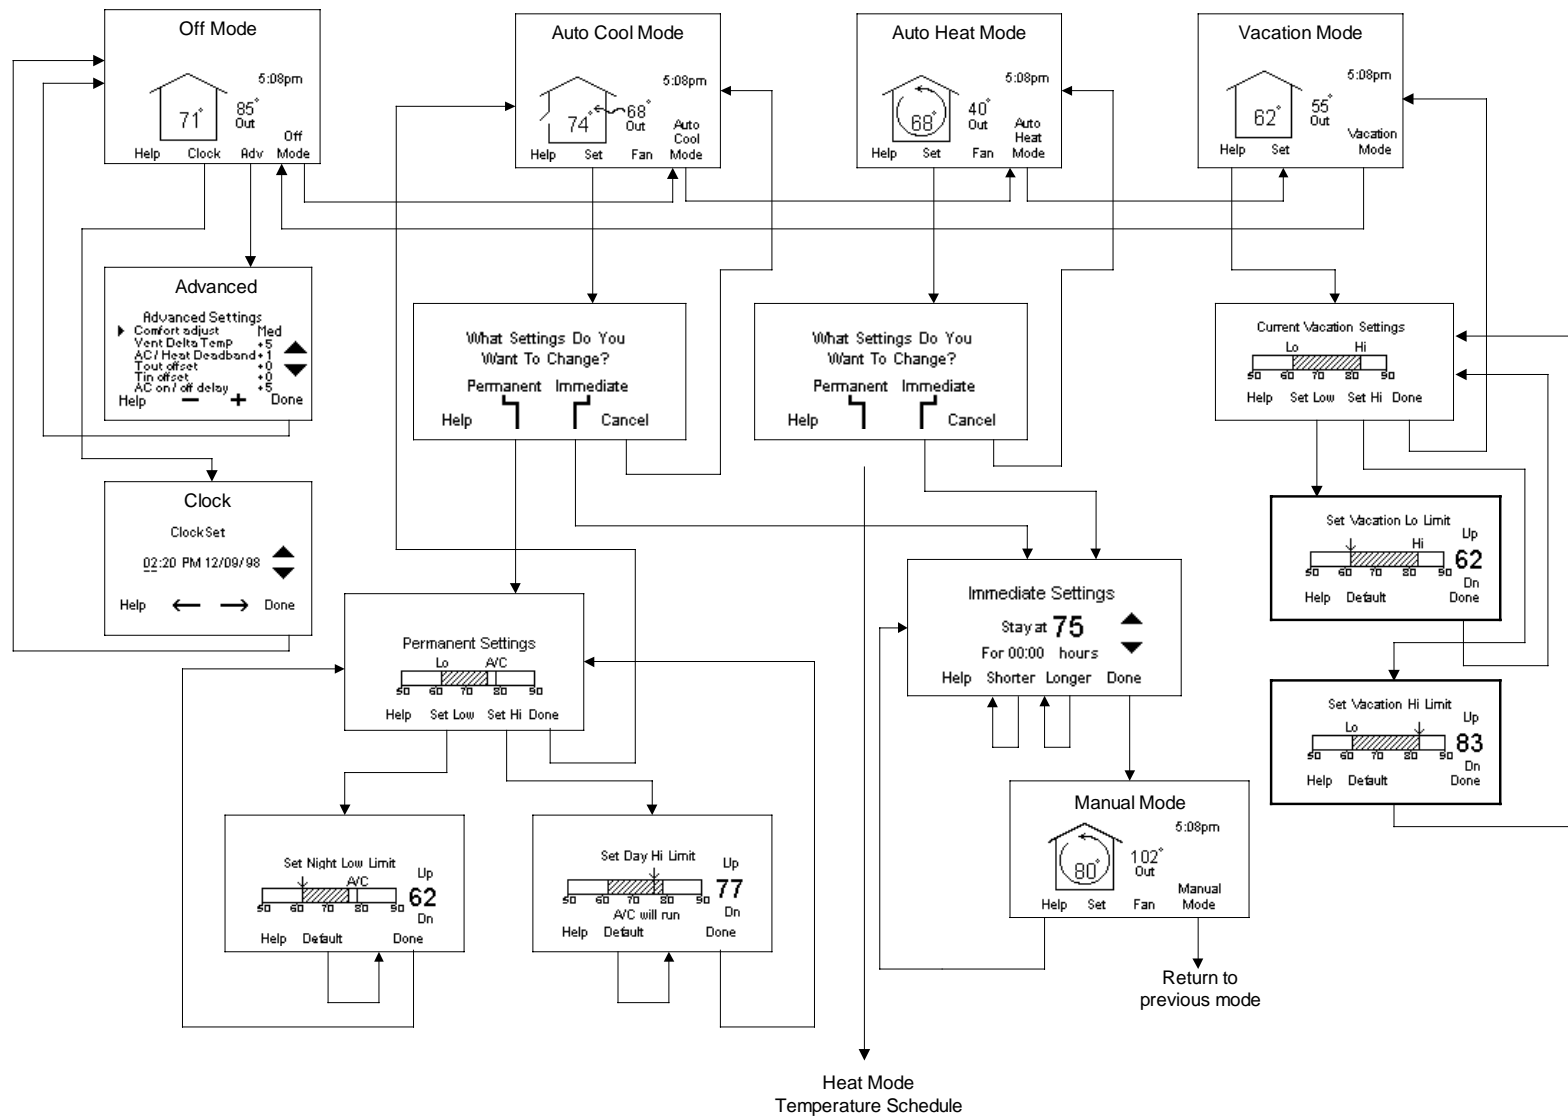 Off Mode
5:08pm
71°
85°
Out
Off
Mode
Help Clock Adv
Auto Cool Mode
5:08pm
74°
68°
Out
Auto
Cool
Mode
Help Set Fan
Auto Heat Mode
5:08pm
68°
40°
Out
Auto
Heat
Mode
Help Set Fan
Vacation Mode
5:08pm
62°
55°
Out
Vacation
Mode
Help Set
Advanced
Advanced Settings
Comfort adjust Med
Vent Delta Temp +5
AC / Heat Deadband +1
Tout offset +0
Tin offset +0
AC on / off delay +5
Help − + Done
What Settings Do You
Want To Change?
Permanent Immediate
Help Cancel
What Settings Do You
Want To Change?
Permanent Immediate
Help Cancel
Current Vacation Settings
Lo Hi
50 60 70 80 90
Help Set Low Set Hi Done
Clock
ClockSet
02:20 PM 12/09/98
Help ← → Done
Set Vacation Lo Limit
Up
Hi
62
50 60 70 80 90
Dn
Help Default Done
Immediate Settings
Stay at 75
For 00:00 hours
Help Shorter Longer Done
Permanent Settings
Lo A/C
50 60 70 80 90
Help Set Low Set Hi Done
Set Vacation Hi Limit
Up
Lo
83
50 60 70 80 90
Dn
Help Default Done
Set Night Low Limit
Up
A/C
62
50 60 70 80 90
Dn
Help Default Done
Set Day Hi Limit
Up
77
50 60 70 80 90
A/C will run
Dn
Help Default Done
Manual Mode
5:08pm
80°
102°
Out
Manual
Mode
Help Set Fan
Return to
previous mode
Heat Mode
Temperature Schedule